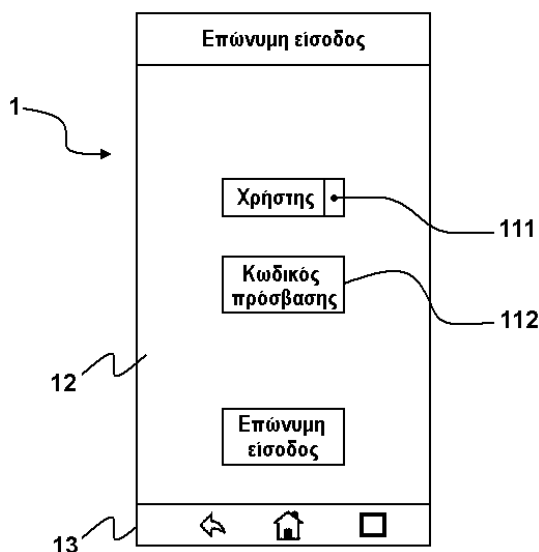 Επώνυμη είσοδος
1
Χρήστης
111
Κωδικός
πρόσβασης
112
12
Επώνυμη
είσοδος
13